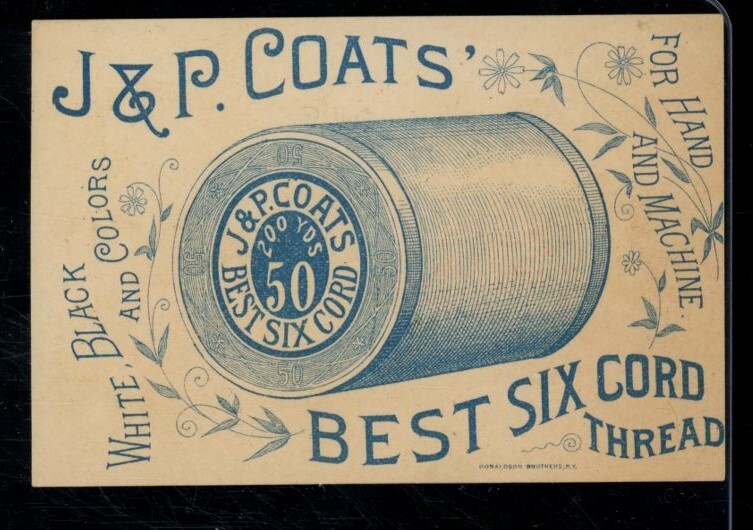 J & P. COATS'
FOR HAND
AND MACHINE.
WHITE, BLACK
AND COLORS
50
50
50
50
J & P. COATS
200 YDS
50
BEST SIX CORD
BEST SIX CORD
THREAD
DONALDSON BROTHERS, N.Y.